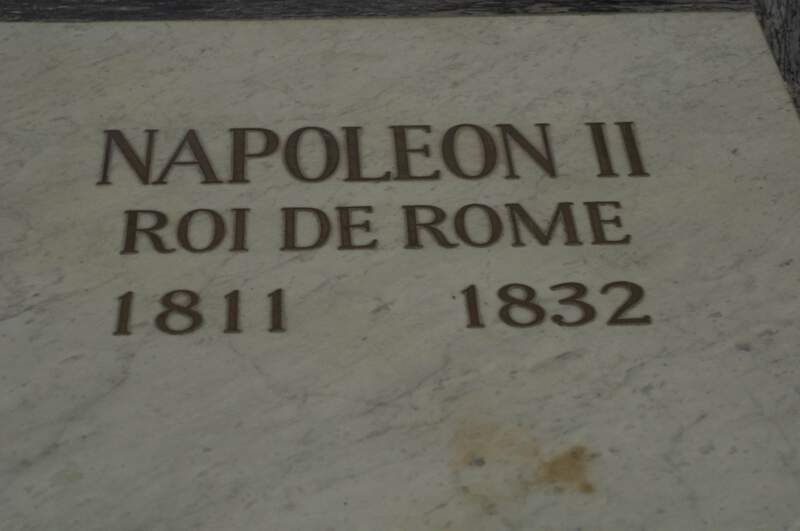 NAPOLEON II
ROI DE ROME
1811 1832